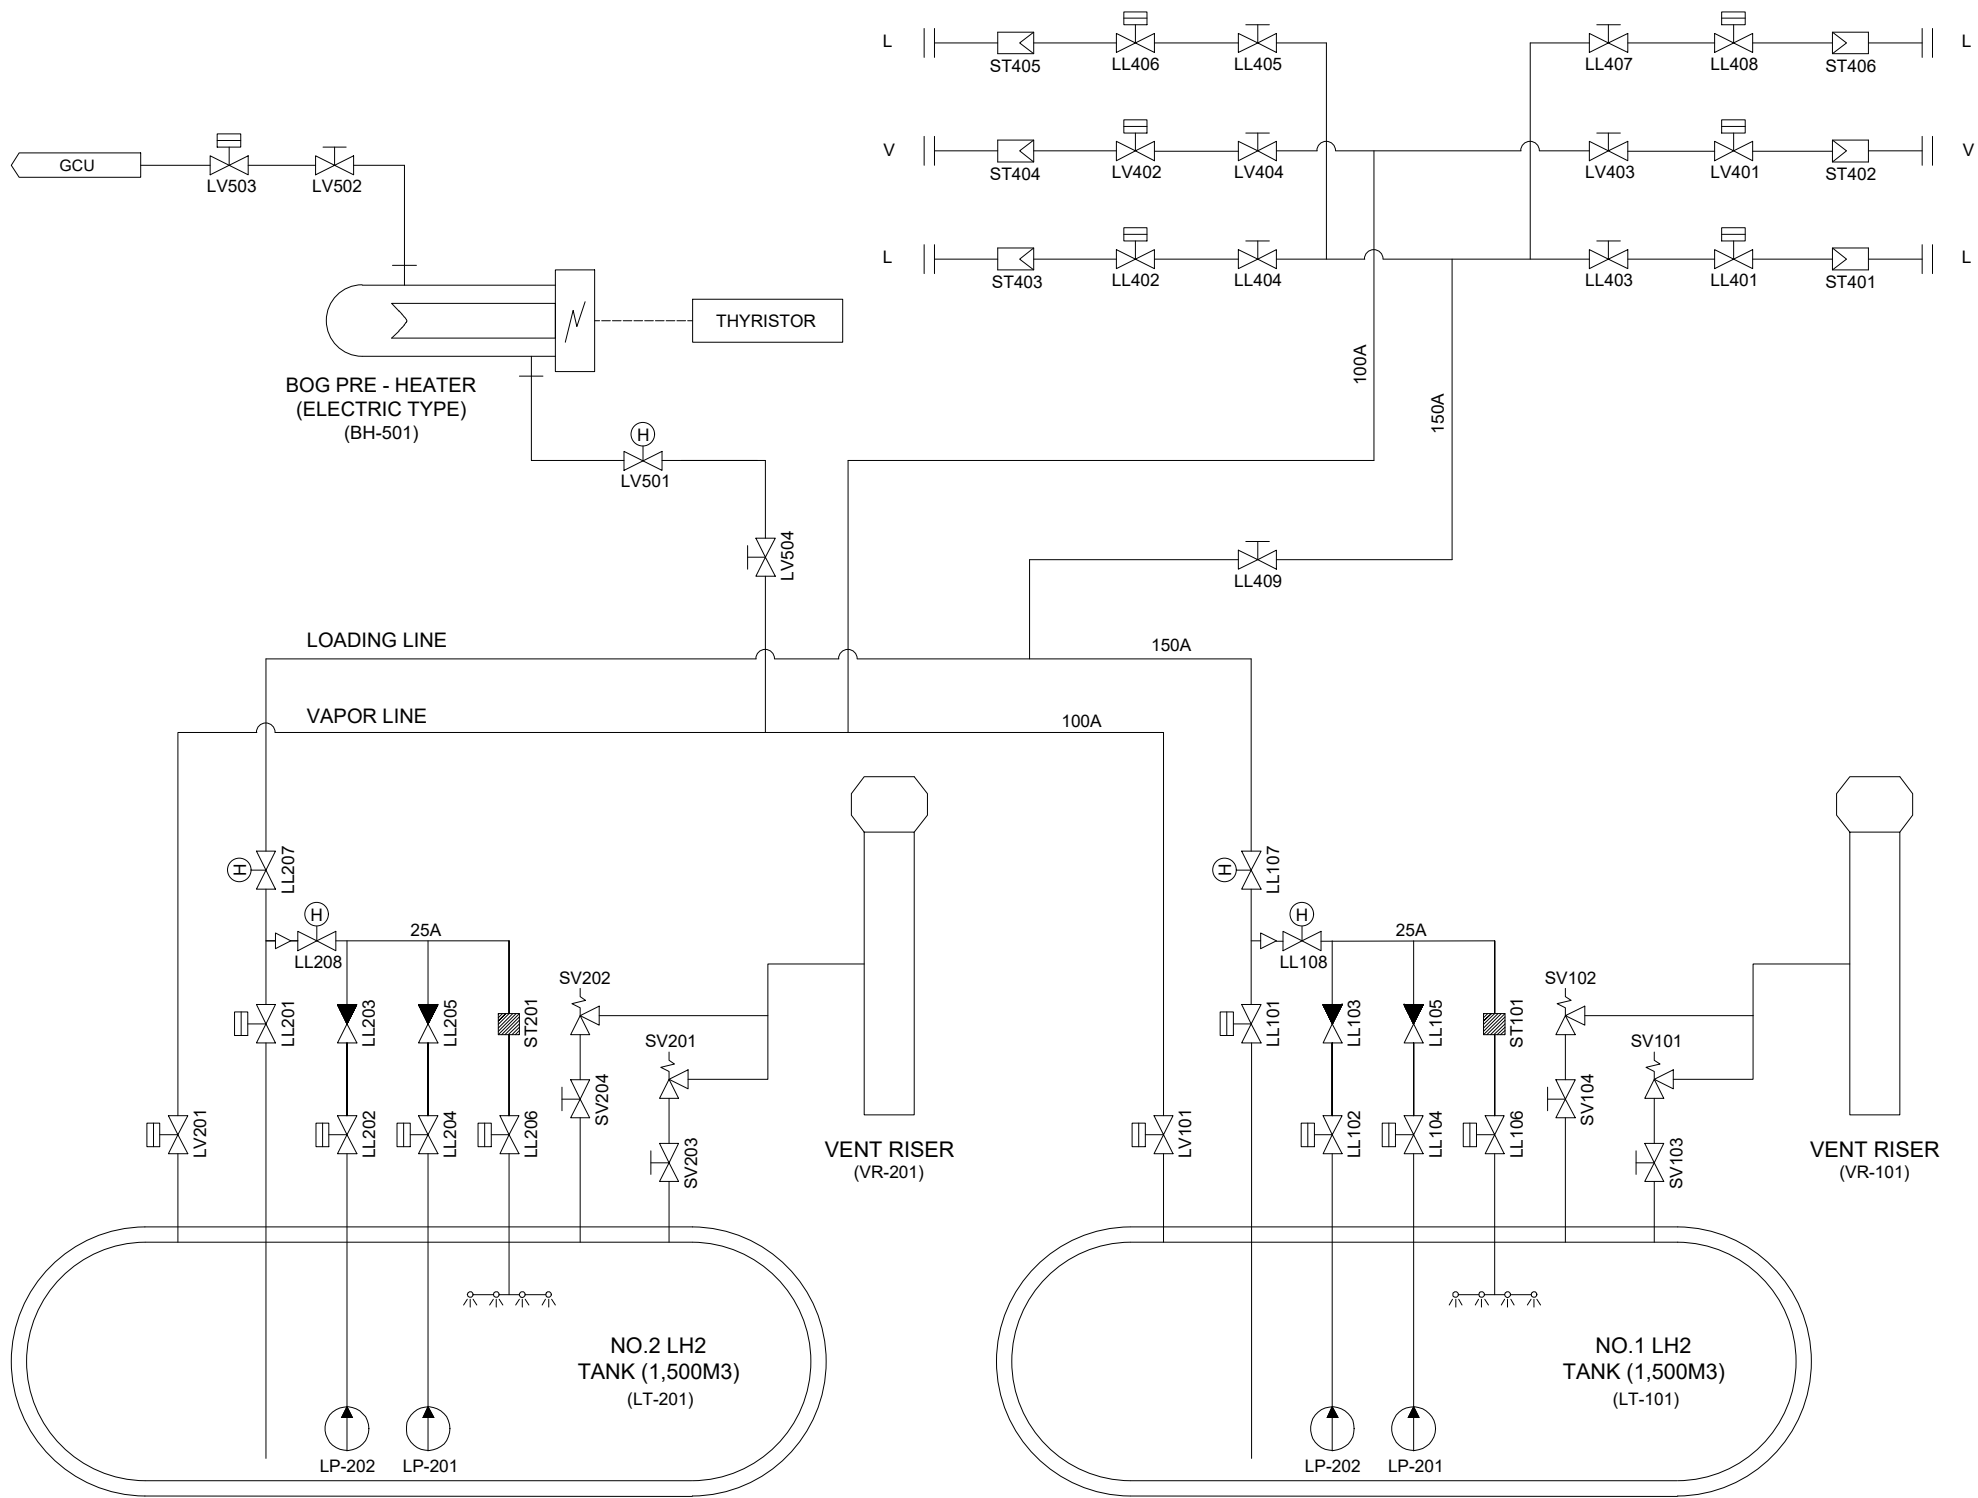 L
ST405
LL406
LL405
LL407
LL408
ST406
L
GCU
LV503
LV502
V
ST404
LV402
LV404
LV403
LV401
ST402
V
L
ST403
LL402
LL404
LL403
LL401
ST401
L
THYRISTOR
BOG PRE - HEATER
(ELECTRIC TYPE)
(BH-501)
100A
150A
H
LV501
LV504
LL409
LOADING LINE
150A
VAPOR LINE
100A
H
LL207
H
LL208
25A
LL201
LL203
LL205
ST201
SV202
SV201
LV201
LL202
LL204
LL206
SV204
SV203
VENT RISER
(VR-201)
H
LL107
H
LL108
25A
LL101
LL103
LL105
ST101
SV102
SV101
LV101
LL102
LL104
LL106
SV104
SV103
VENT RISER
(VR-101)
NO.2 LH2
TANK (1,500M3)
(LT-201)
LP-202
LP-201
NO.1 LH2
TANK (1,500M3)
(LT-101)
LP-202
LP-201